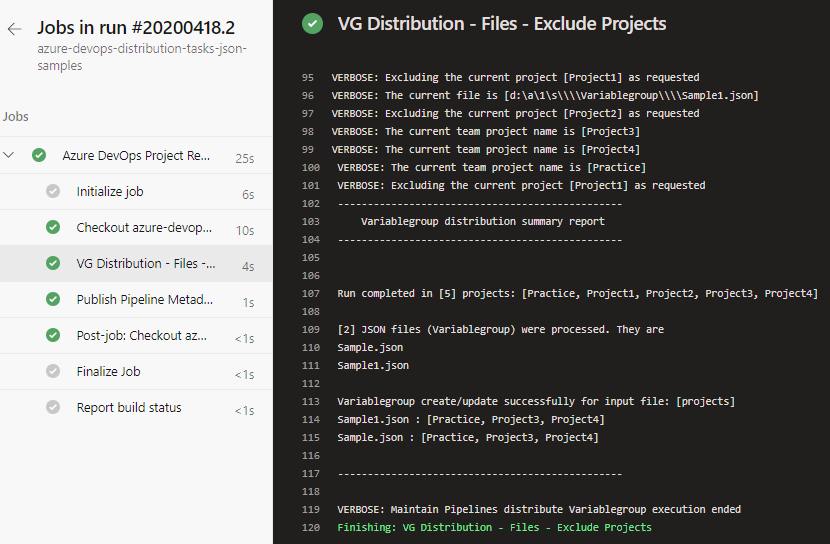 Jobs in run #20200418.2
azure-devops-distribution-tasks-json-
samples
Jobs
Azure DevOps Project Re... 25s
Initialize job 6s
Checkout azure-devop... 10s
VG Distribution - Files -... 4s
Publish Pipeline Metad... 1s
Post-job: Checkout az... <1s
Finalize Job <1s
Report build status <1s
VG Distribution - Files - Exclude Projects
95 VERBOSE: Excluding the current project [Project1] as requested
96 VERBOSE: The current file is [d:\a\1\s\\\\Variablegroup\\\\Sample1.json]
97 VERBOSE: Excluding the current project [Project2] as requested
98 VERBOSE: The current team project name is [Project3]
99 VERBOSE: The current team project name is [Project4]
100 VERBOSE: The current team project name is [Practice]
101 VERBOSE: Excluding the current project [Project1] as requested
102 -------------------------------------------------
103 Variablegroup distribution summary report
104 -------------------------------------------------
105
106
107 Run completed in [5] projects: [Practice, Project1, Project2, Project3, Project4]
108
109 [2] JSON files (Variablegroup) were processed. They are
110 Sample.json
111 Sample1.json
112
113 Variablegroup create/update successfully for input file: [projects]
114 Sample1.json : [Practice, Project3, Project4]
115 Sample.json : [Practice, Project3, Project4]
116
117 -------------------------------------------------
118
119 VERBOSE: Maintain Pipelines distribute Variablegroup execution ended
120 Finishing: VG Distribution - Files - Exclude Projects